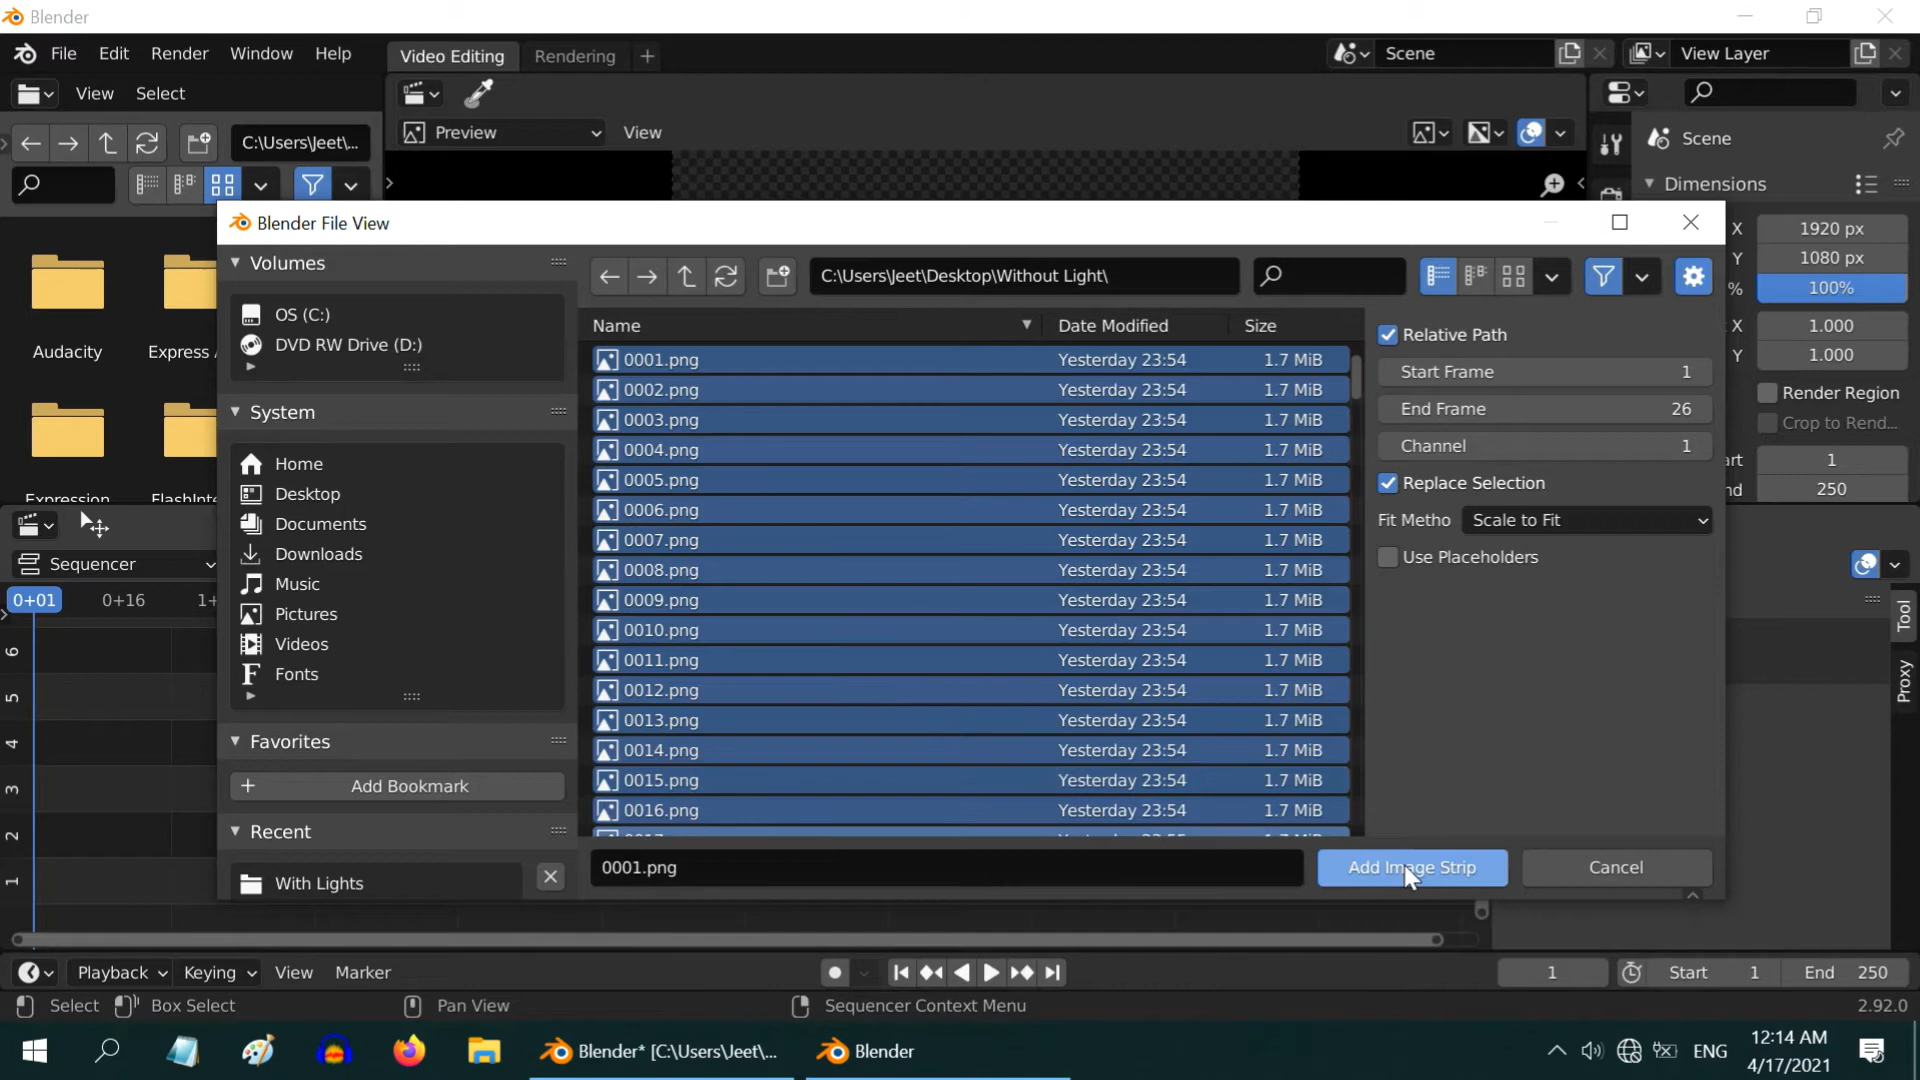 Blender
File Edit Render Window Help Video Editing Rendering + Scene View Layer
View Select
C:\Users\Jeet\... Preview View Scene
Dimensions
X 1920 px
Y 1080 px
% 100%
X 1.000
Y 1.000
Render Region
Crop to Rend...
art 1
nd 250
Audacity Express
Expression FlashInte
Blender File View
Volumes
OS (C:)
DVD RW Drive (D:)
System
Home
Desktop
Documents
Downloads
Music
Pictures
Videos
Fonts
Favorites
+ Add Bookmark
Recent
With Lights
C:\Users\Jeet\Desktop\Without Light\
Name Date Modified Size
0001.png Yesterday 23:54 1.7 MiB
0002.png Yesterday 23:54 1.7 MiB
0003.png Yesterday 23:54 1.7 MiB
0004.png Yesterday 23:54 1.7 MiB
0005.png Yesterday 23:54 1.7 MiB
0006.png Yesterday 23:54 1.7 MiB
0007.png Yesterday 23:54 1.7 MiB
0008.png Yesterday 23:54 1.7 MiB
0009.png Yesterday 23:54 1.7 MiB
0010.png Yesterday 23:54 1.7 MiB
0011.png Yesterday 23:54 1.7 MiB
0012.png Yesterday 23:54 1.7 MiB
0013.png Yesterday 23:54 1.7 MiB
0014.png Yesterday 23:54 1.7 MiB
0015.png Yesterday 23:54 1.7 MiB
0016.png Yesterday 23:54 1.7 MiB
Relative Path
Start Frame 1
End Frame 26
Channel 1
Replace Selection
Fit Metho Scale to Fit
Use Placeholders
0001.png Add Image Strip Cancel
Sequencer
0+01 0+16 1+
6
5
4
3
2
1
Tool
Proxy
Playback Keying View Marker 1 Start 1 End 250
Select Box Select Pan View Sequencer Context Menu 2.92.0
Blender* [C:\Users\Jeet\... Blender ENG 12:14 AM
4/17/2021